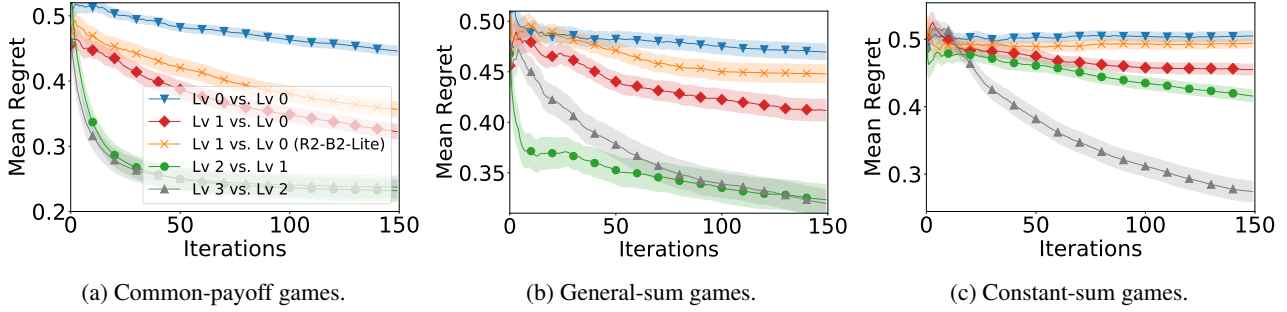 0.5
0.4
0.3
0.2
Mean Regret
0
50
100
150
Iterations
Lv 0 vs. Lv 0
Lv 1 vs. Lv 0
Lv 1 vs. Lv 0 (R2-B2-Lite)
Lv 2 vs. Lv 1
Lv 3 vs. Lv 2
(a) Common-payoff games.
0.50
0.45
0.40
0.35
Mean Regret
0
50
100
150
Iterations
(b) General-sum games.
0.5
0.4
0.3
Mean Regret
0
50
100
150
Iterations
(c) Constant-sum games.